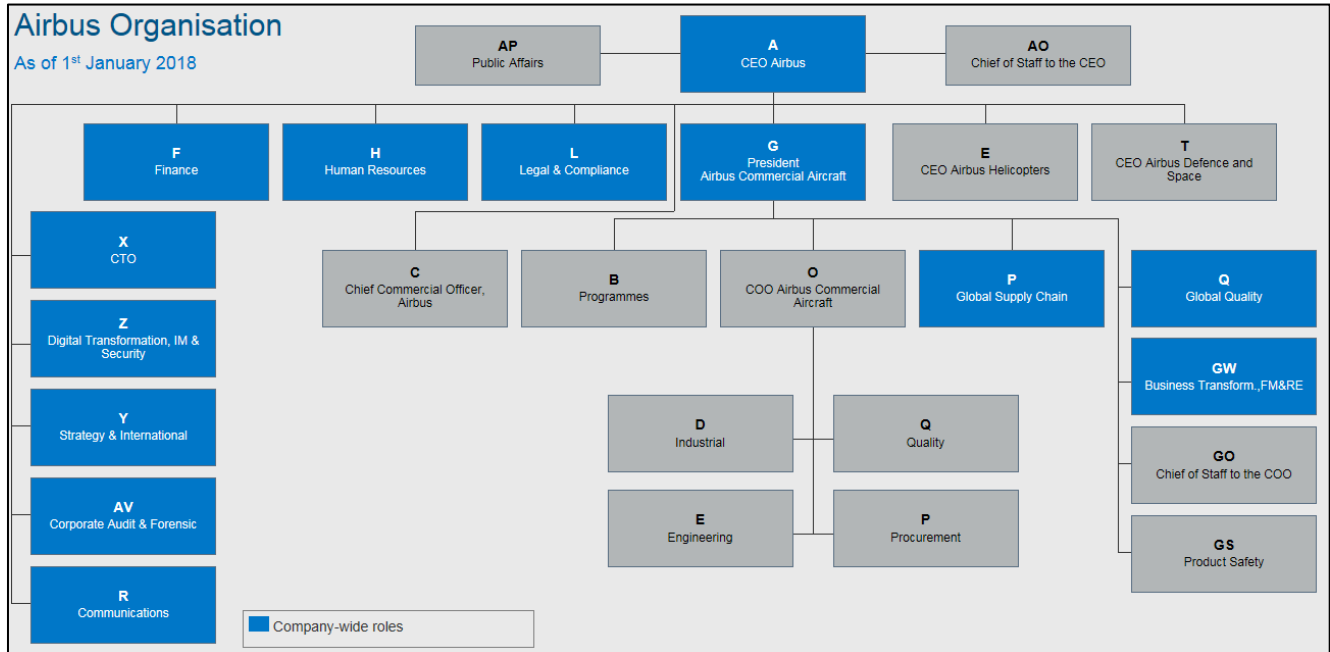 Airbus Organisation
As of 1st January 2018
AP
Public Affairs
A
CEO Airbus
AO
Chief of Staff to the CEO
F
Finance
H
Human Resources
L
Legal & Compliance
G
President
Airbus Commercial Aircraft
E
CEO Airbus Helicopters
T
CEO Airbus Defence and
Space
X
CTO
C
Chief Commercial Officer,
Airbus
B
Programmes
O
COO Airbus Commercial
Aircraft
P
Global Supply Chain
Q
Global Quality
Z
Digital Transformation, IM &
Security
GW
Business Transform.,FM&RE
Y
Strategy & International
D
Industrial
Q
Quality
GO
Chief of Staff to the COO
AV
Corporate Audit & Forensic
E
Engineering
P
Procurement
GS
Product Safety
R
Communications
Company-wide roles